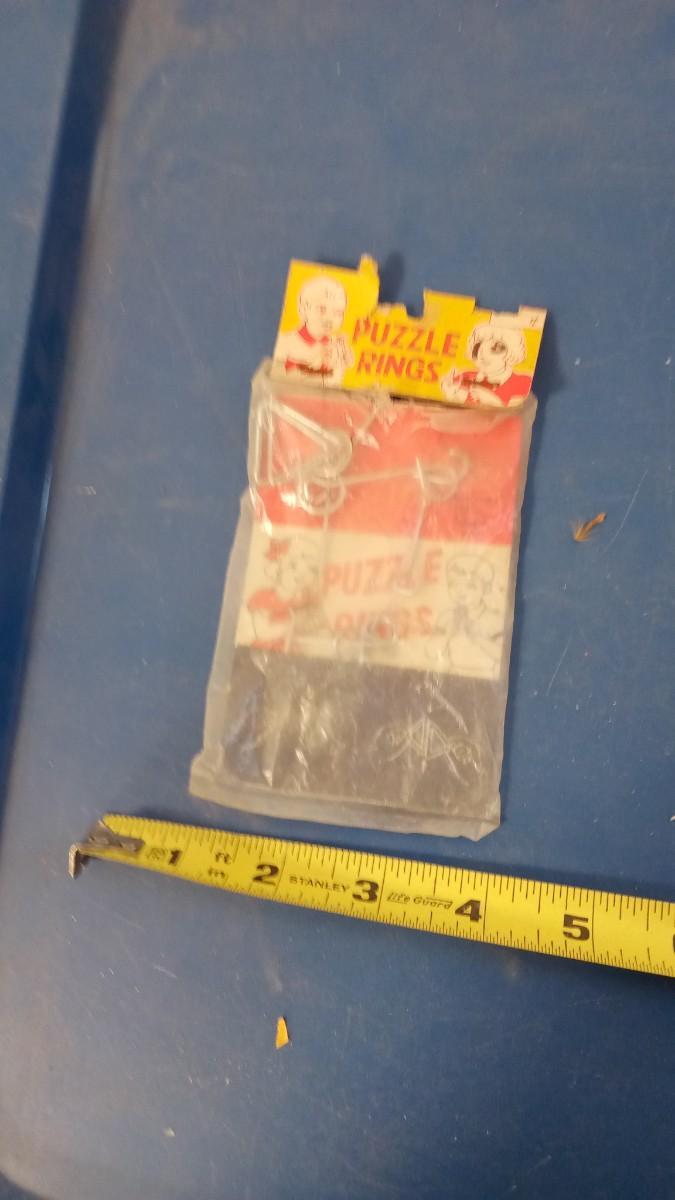 PUZZLE
RINGS
PUZZLE
RINGS
1 ft 2 STANLEY 3 Life Guard 4 5
in